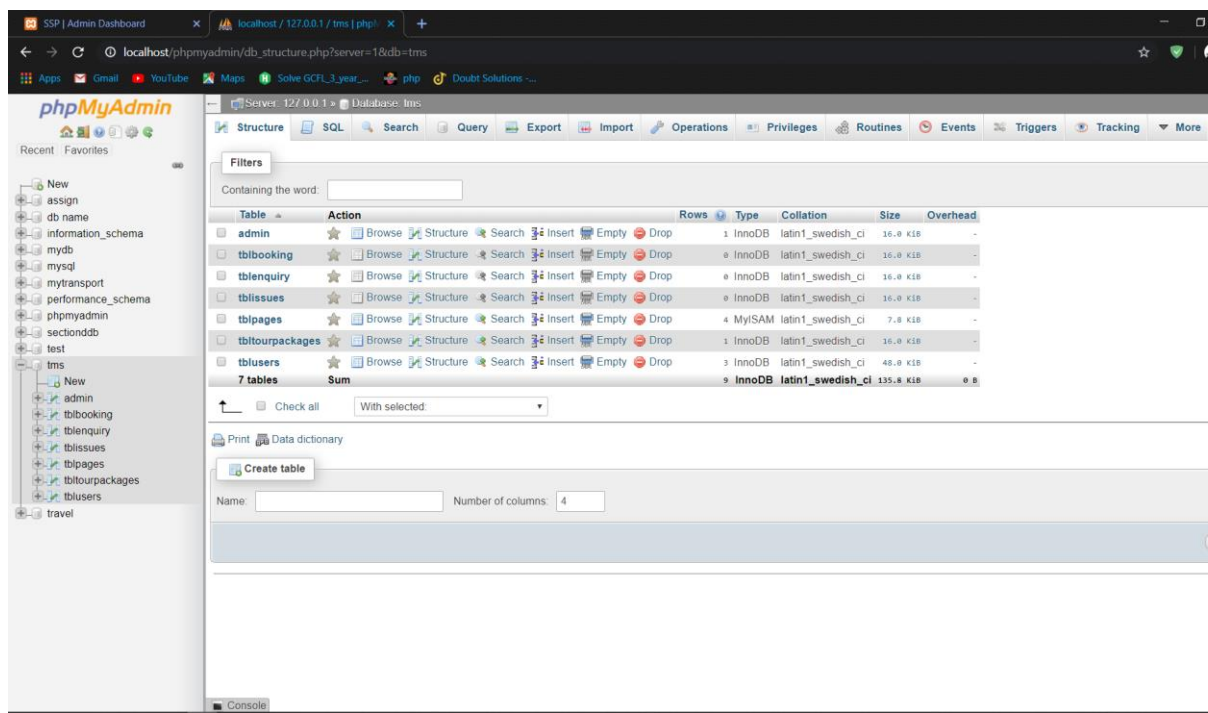 SSP | Admin Dashboard
localhost / 127.0.0.1 / tms | php
localhost/phpmyadmin/db_structure.php?server=1&db=tms
Apps Gmail YouTube Maps Solve GCFL_3_year_... php Doubt Solutions -...
phpMyAdmin
Recent Favorites
New
assign
db name
information_schema
mydb
mysql
mytransport
performance_schema
phpmyadmin
sectionddb
test
tms
New
admin
tblbooking
tblenquiry
tblissues
tblpages
tbltourpackages
tblusers
travel
Server: 127.0.0.1 » Database: tms
Structure SQL Search Query Export Import Operations Privileges Routines Events Triggers Tracking More
Filters
Containing the word:
Table Action Rows Type Collation Size Overhead
admin Browse Structure Search Insert Empty Drop 1 InnoDB latin1_swedish_ci 16.0 KiB -
tblbooking Browse Structure Search Insert Empty Drop 0 InnoDB latin1_swedish_ci 16.0 KiB -
tblenquiry Browse Structure Search Insert Empty Drop 0 InnoDB latin1_swedish_ci 16.0 KiB -
tblissues Browse Structure Search Insert Empty Drop 0 InnoDB latin1_swedish_ci 16.0 KiB -
tblpages Browse Structure Search Insert Empty Drop 4 MyISAM latin1_swedish_ci 7.8 KiB -
tbltourpackages Browse Structure Search Insert Empty Drop 1 InnoDB latin1_swedish_ci 16.0 KiB -
tblusers Browse Structure Search Insert Empty Drop 3 InnoDB latin1_swedish_ci 48.0 KiB -
7 tables Sum 9 InnoDB latin1_swedish_ci 135.8 KiB 0 B
Check all With selected:
Print Data dictionary
Create table
Name: Number of columns: 4
Console